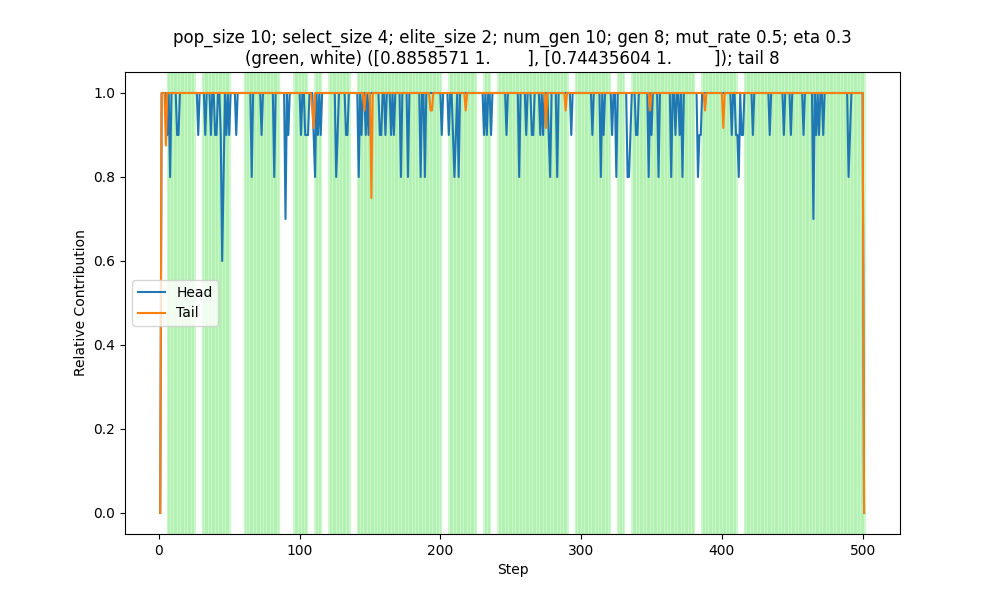 pop_size 10; select_size 4; elite_size 2; num_gen 10; gen 8; mut_rate 0.5; eta 0.3
(green, white) ([0.8858571 1.       ], [0.74435604 1.        ]); tail 8
1.0
0.8
0.6
0.4
0.2
0.0
Relative Contribution
Head
Tail
0 100 200 300 400 500
Step